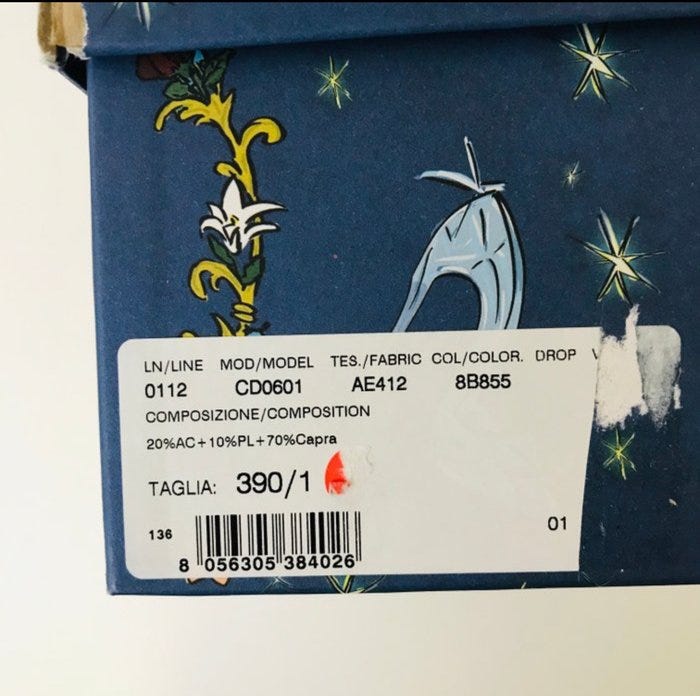 LN/LINE MOD/MODEL TES./FABRIC COL/COLOR. DROP
0112 CD0601 AE412 8B855
COMPOSIZIONE/COMPOSITION
20%AC+10%PL+70%Capra
TAGLIA: 390/1
136
01
8 056305 384026